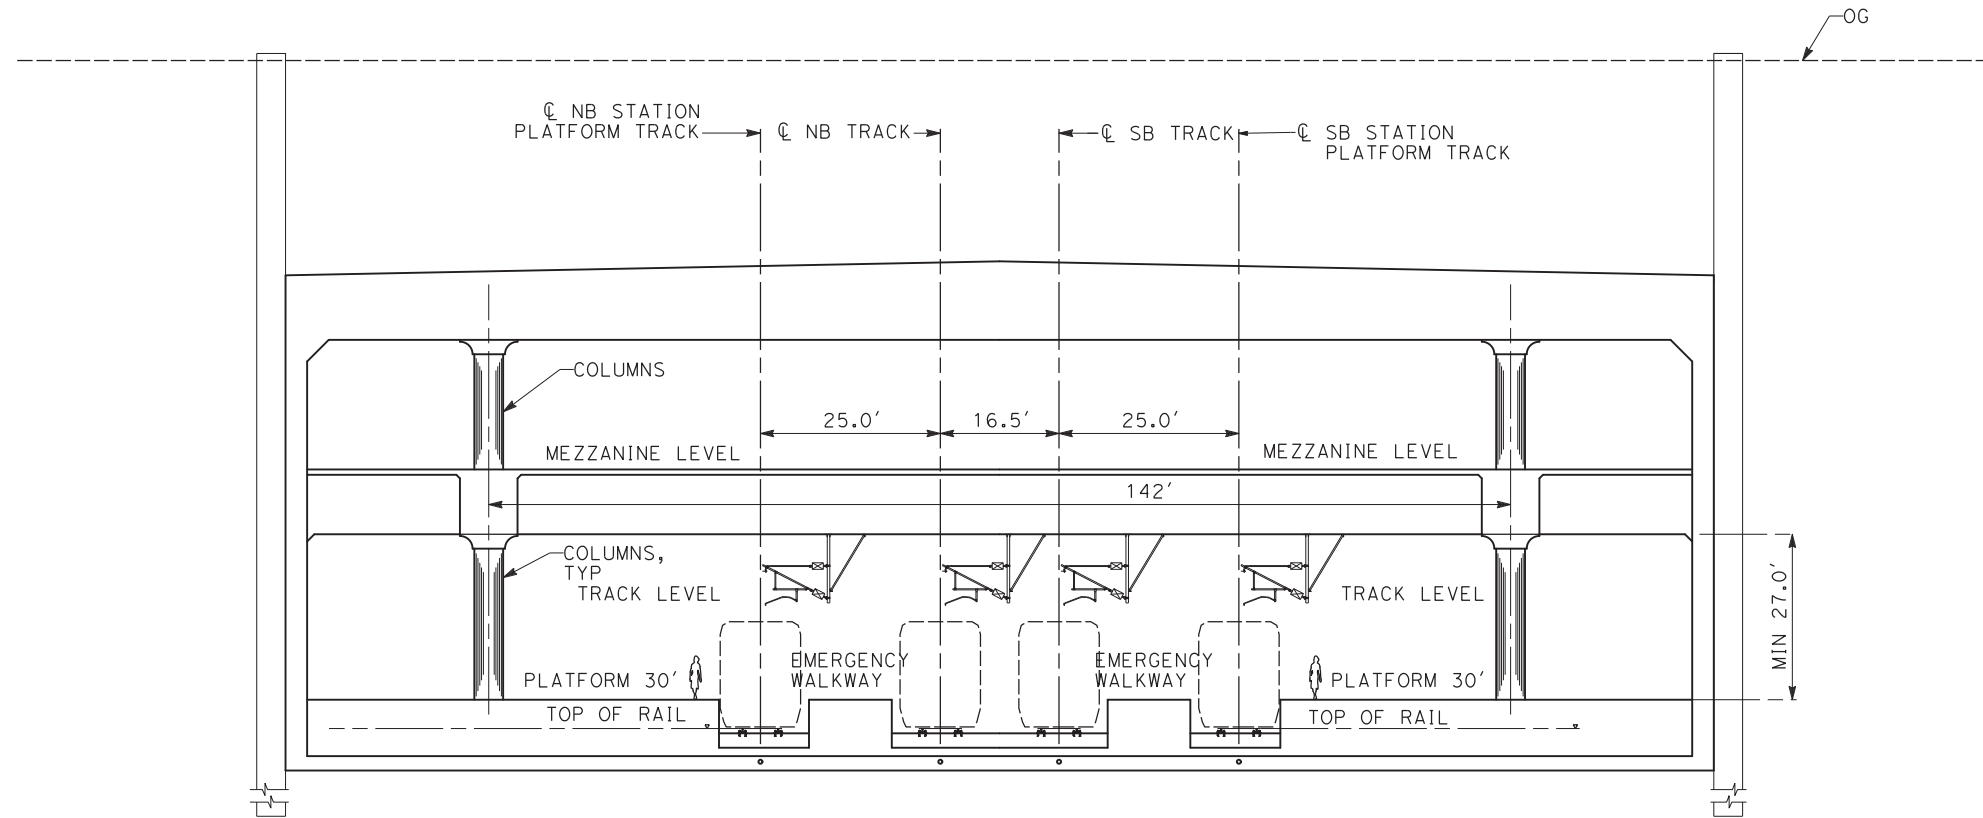 OG
℄ NB STATION
PLATFORM TRACK
℄ NB TRACK
℄ SB TRACK
℄ SB STATION
PLATFORM TRACK
COLUMNS
25.0'
16.5'
25.0'
MEZZANINE LEVEL
MEZZANINE LEVEL
142'
COLUMNS,
TYP
TRACK LEVEL
TRACK LEVEL
MIN 27.0'
EMERGENCY
WALKWAY
EMERGENCY
WALKWAY
PLATFORM 30'
PLATFORM 30'
TOP OF RAIL
TOP OF RAIL